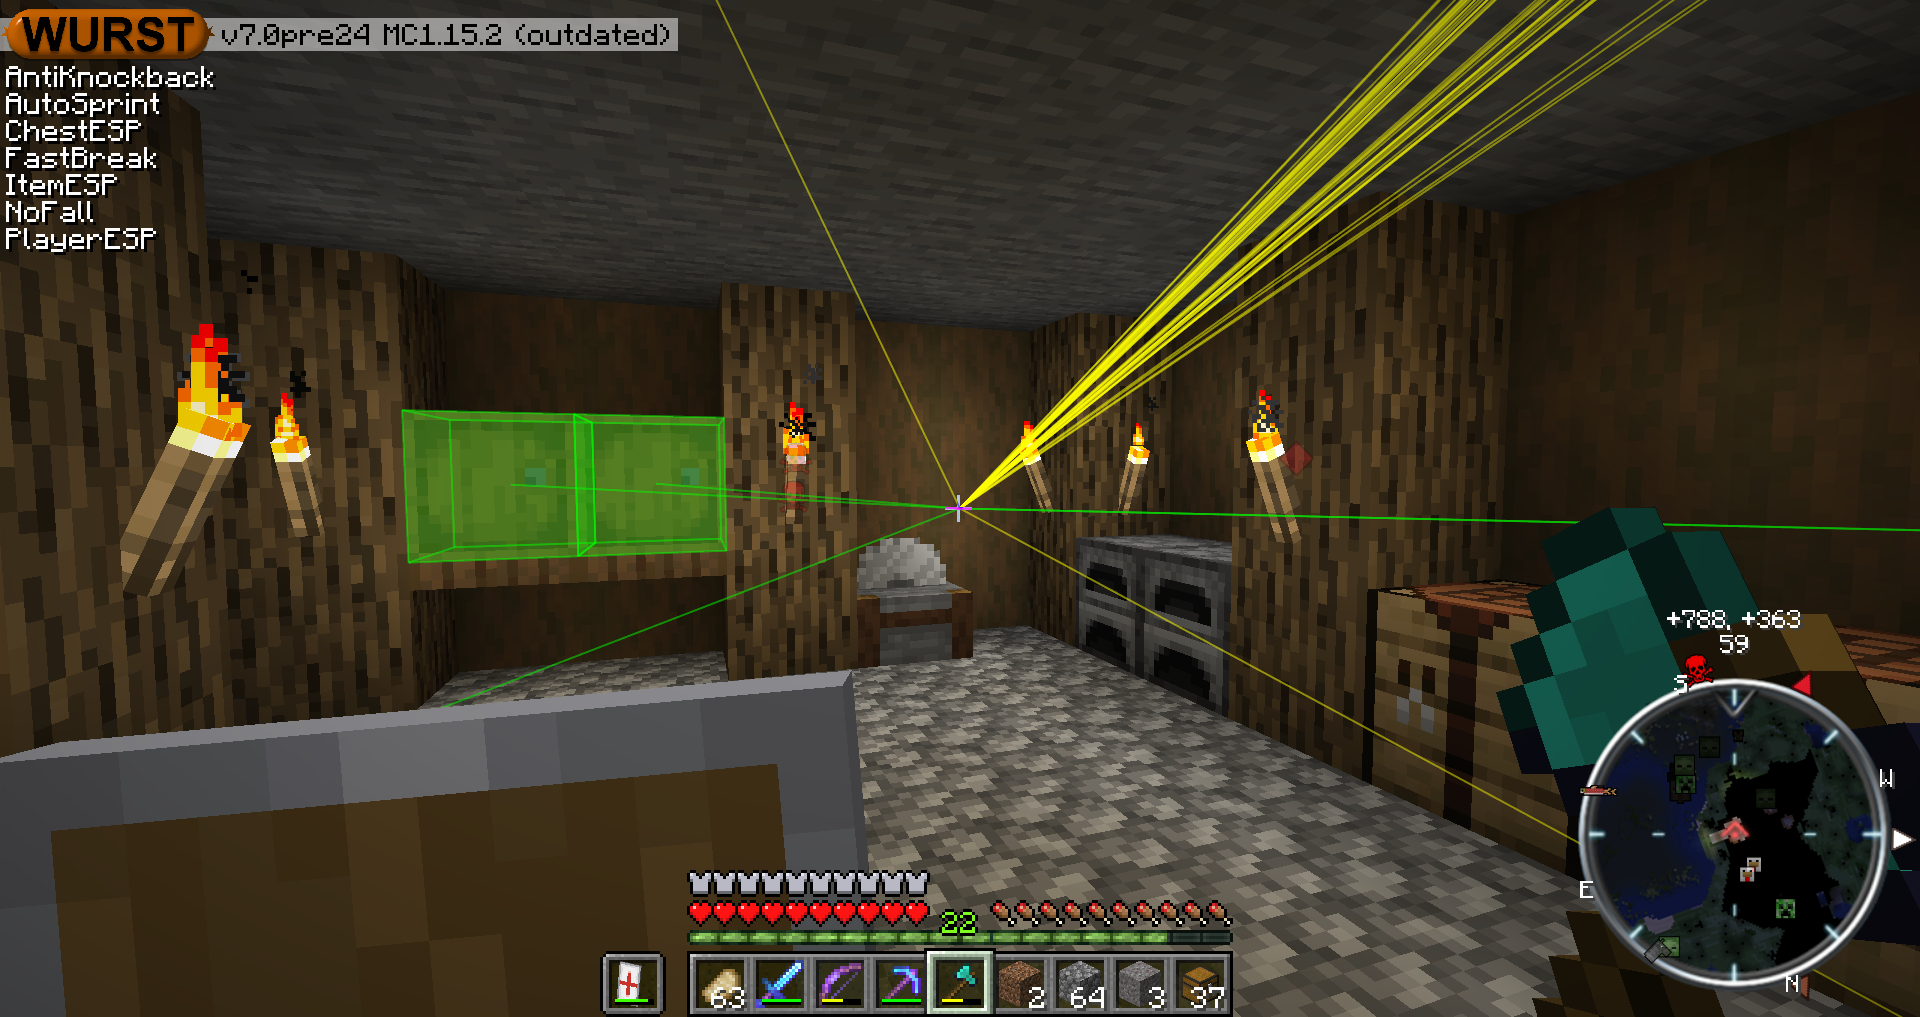 WURST v7.0pre24 MC1.15.2 (outdated)
AntiKnockback
AutoSprint
ChestESP
FastBreak
ItemESP
NoFall
PlayerESP
+788, +363
59
S
W
E
N
22
63
2
64
3
37